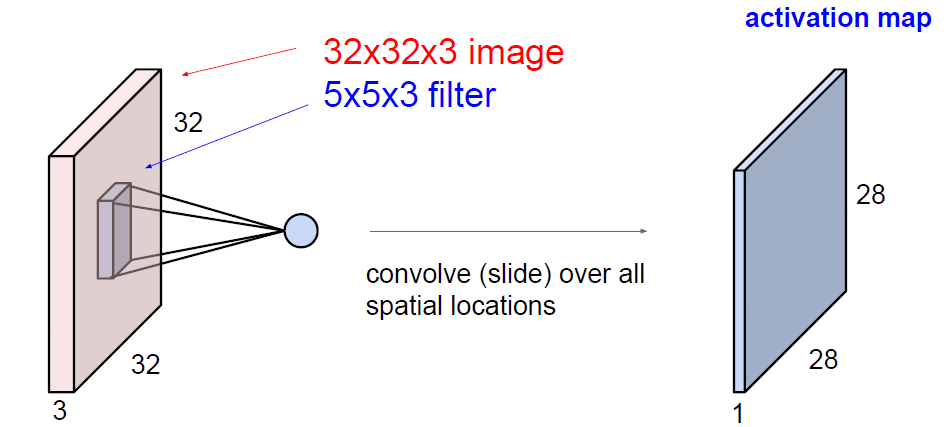 activation map
32x32x3 image
5x5x3 filter
32
32
3
convolve (slide) over all
spatial locations
28
28
1